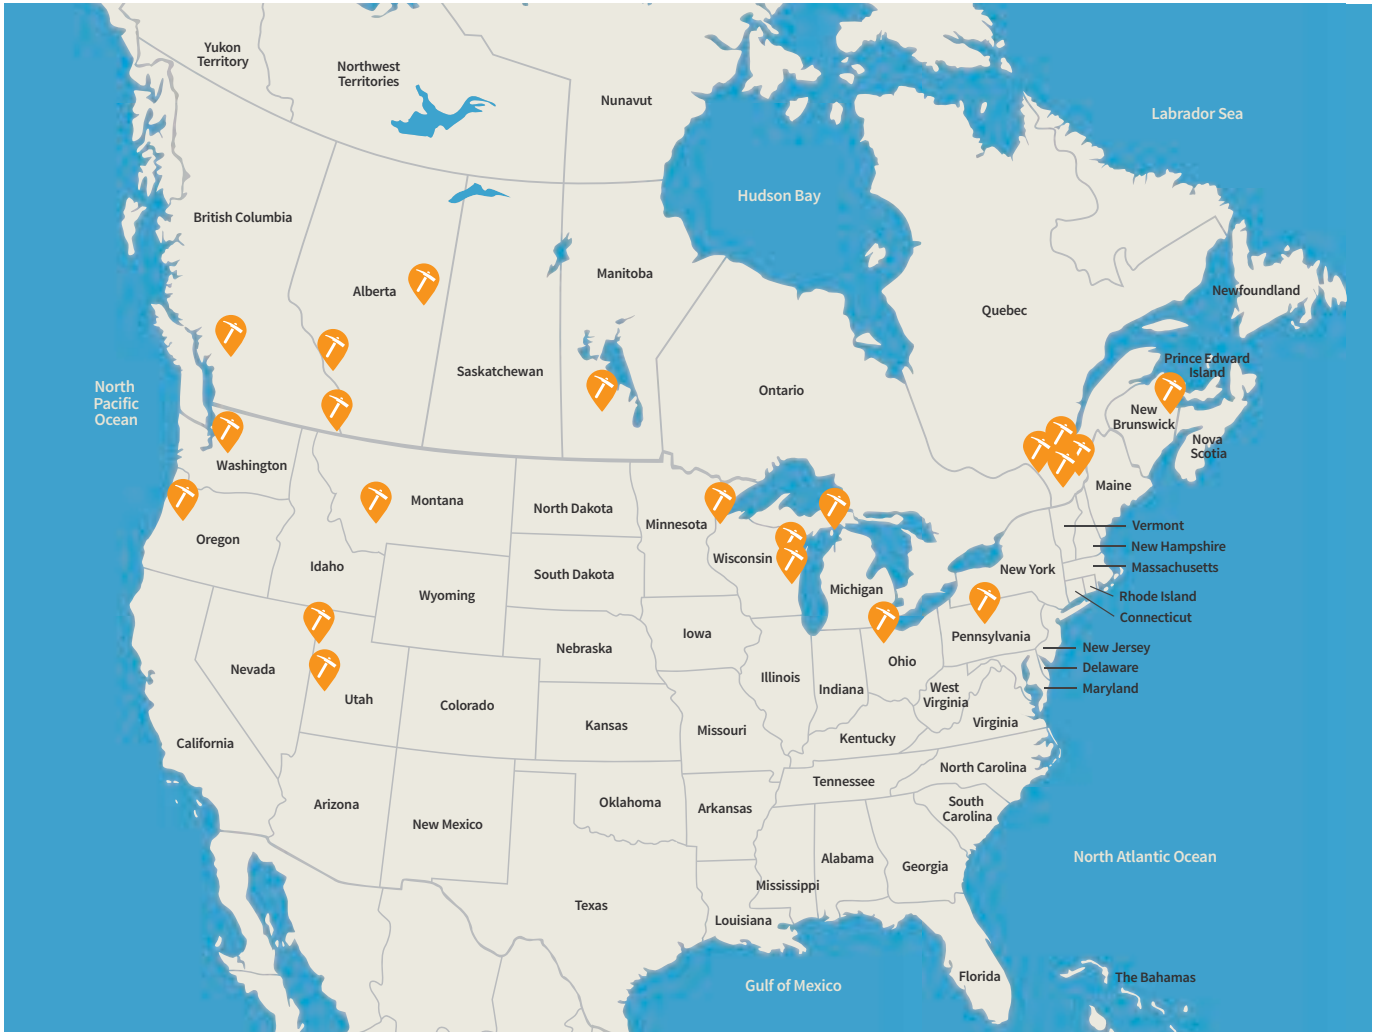 Yukon
Territory
Northwest
Territories
Nunavut
Labrador Sea
Hudson Bay
British Columbia
Alberta
Manitoba
Newfoundland
Quebec
Prince Edward
Island
Saskatchewan
North
Pacific
Ocean
Ontario
New
Brunswick
Nova
Scotia
Washington
Maine
Montana
North Dakota
Minnesota
Vermont
Oregon
New Hampshire
Wisconsin
Idaho
South Dakota
New York
Massachusetts
Michigan
Wyoming
Rhode Island
Connecticut
Iowa
Pennsylvania
Nebraska
New Jersey
Ohio
Nevada
Delaware
Illinois
Indiana
West
Virginia
Maryland
Utah
Colorado
Kansas
Missouri
Virginia
California
Kentucky
North Carolina
Tennessee
Arizona
Oklahoma
Arkansas
South
Carolina
New Mexico
Alabama
Georgia
North Atlantic Ocean
Mississippi
Texas
Louisiana
Florida
The Bahamas
Gulf of Mexico